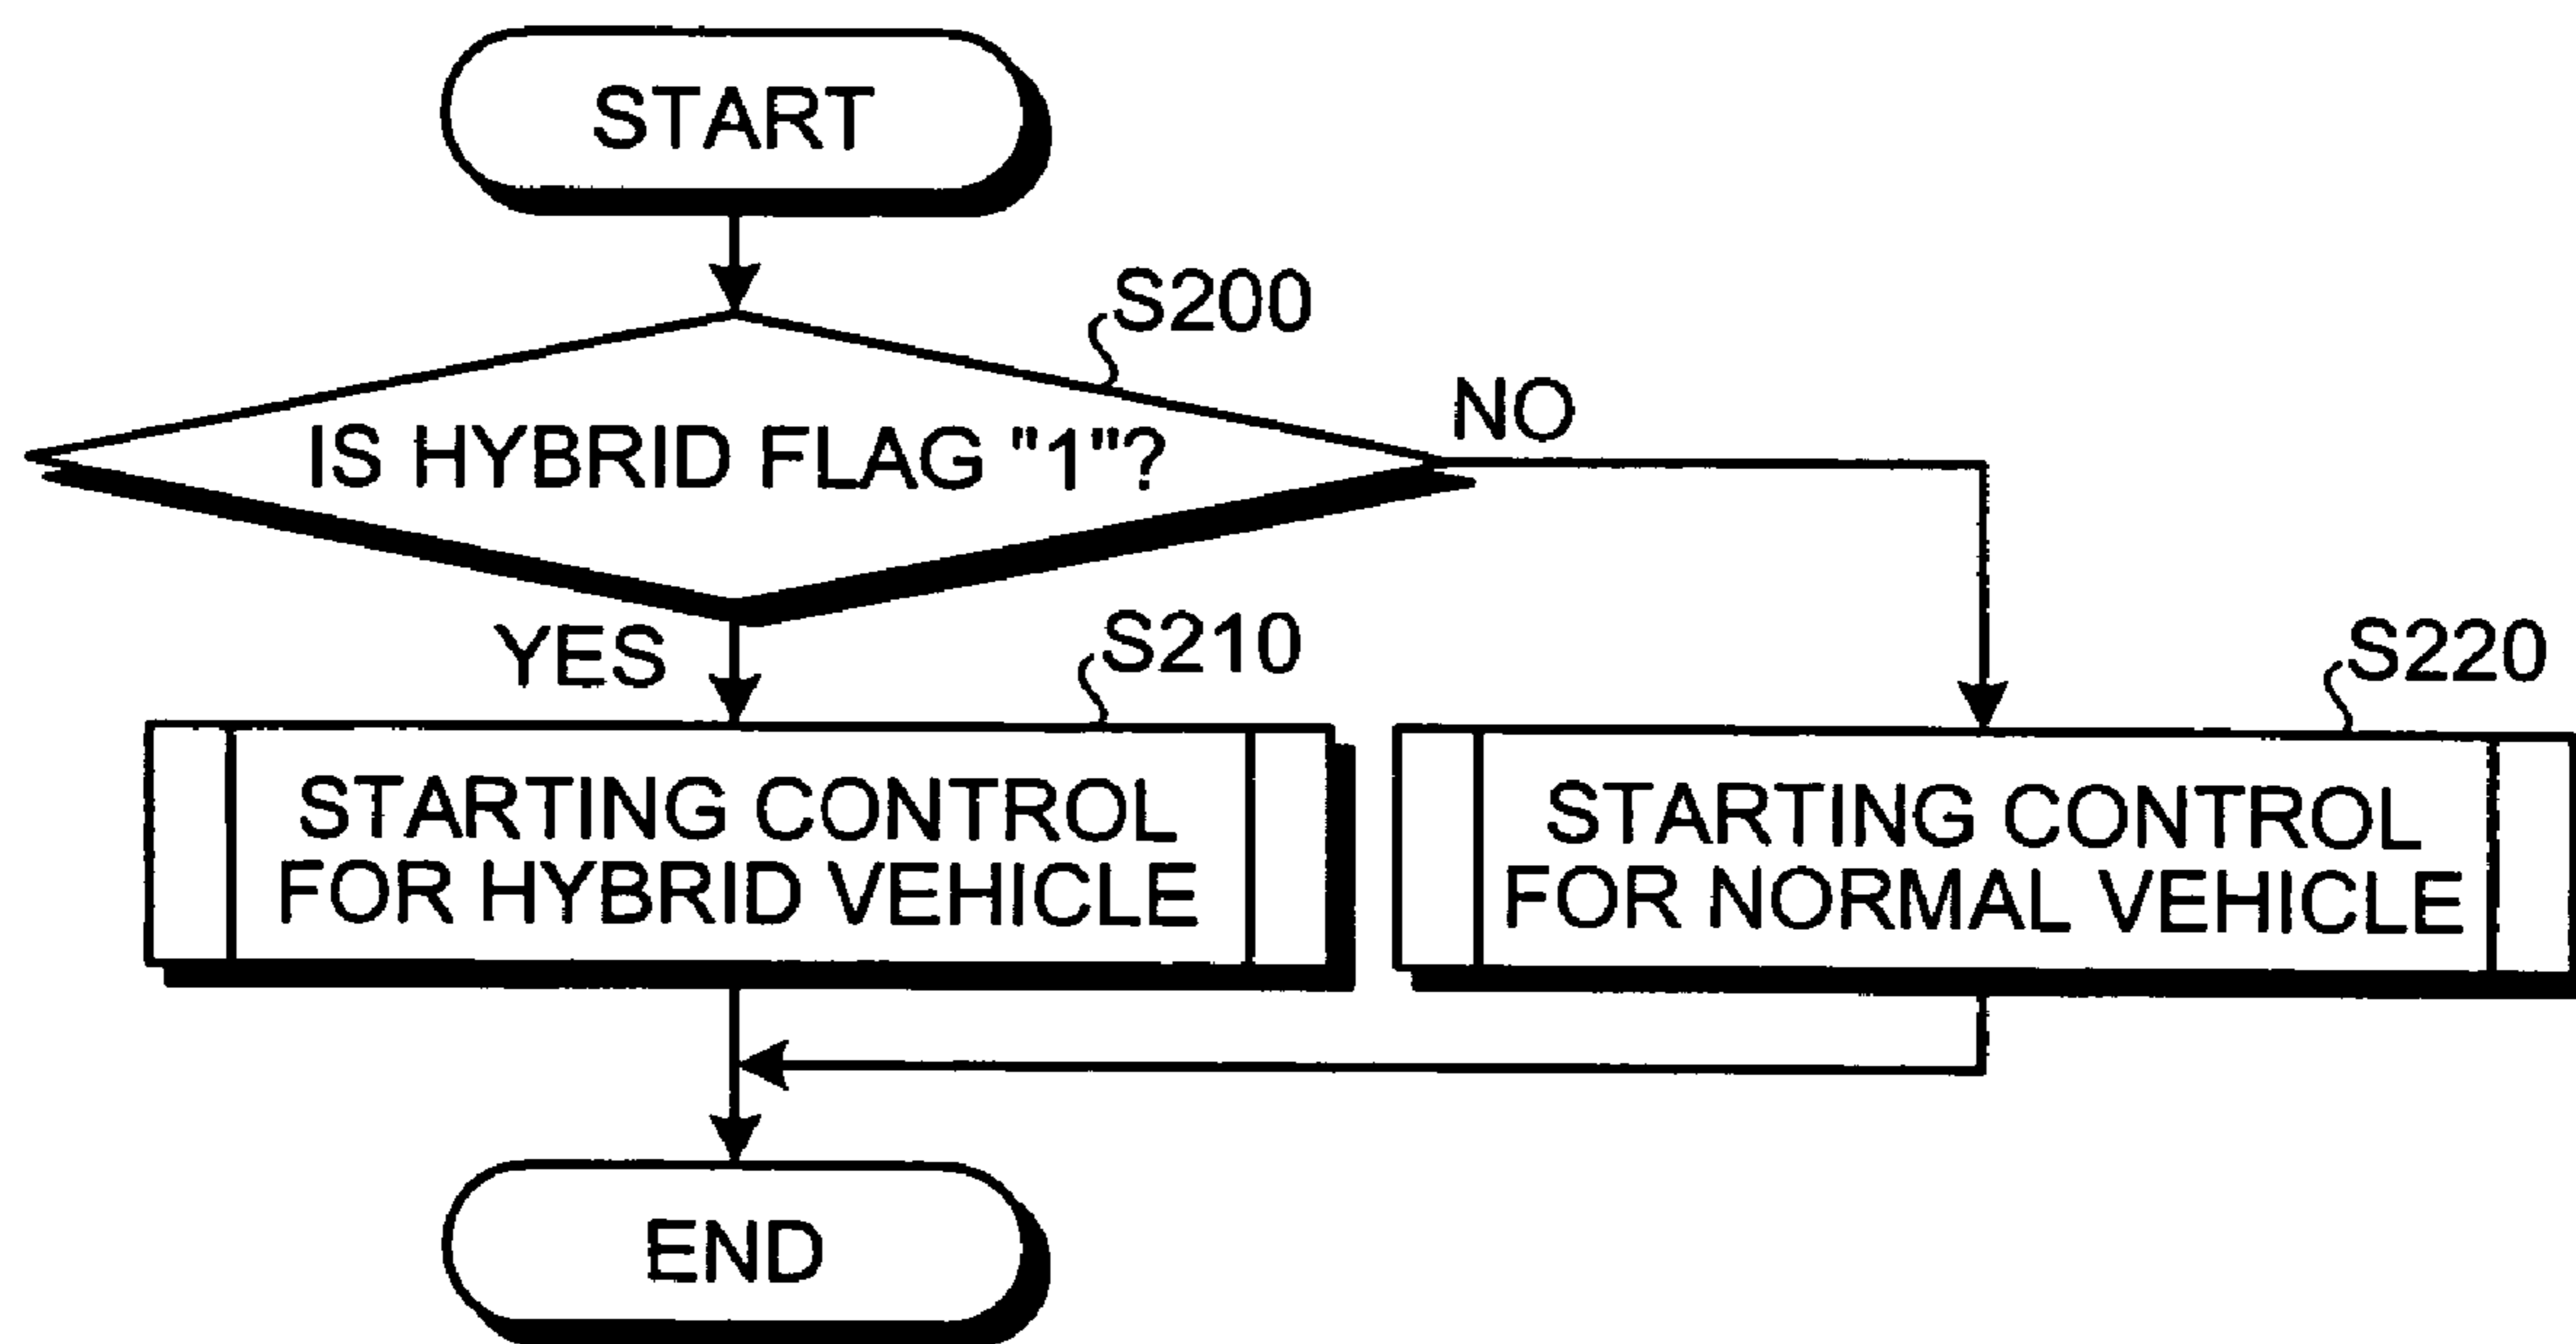 START
S200
IS HYBRID FLAG "1"?
NO
YES
S210
STARTING CONTROL
FOR HYBRID VEHICLE
S220
STARTING CONTROL
FOR NORMAL VEHICLE
END